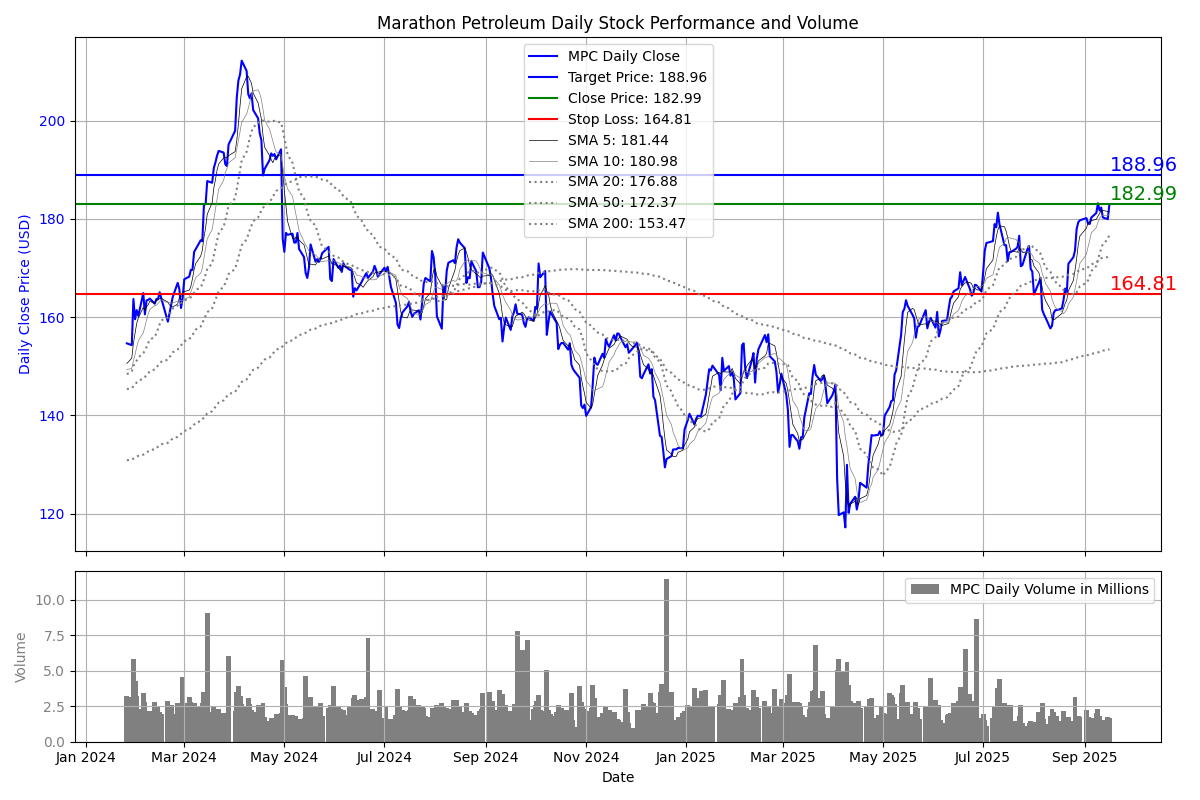 Marathon Petroleum Daily Stock Performance and Volume
MPC Daily Close
Target Price: 188.96
Close Price: 182.99
Stop Loss: 164.81
SMA 5: 181.44
SMA 10: 180.98
SMA 20: 176.88
SMA 50: 172.37
SMA 200: 153.47
188.96
182.99
164.81
Daily Close Price (USD)
200
180
160
140
120
MPC Daily Volume in Millions
Volume
10.0
7.5
5.0
2.5
0.0
Jan 2024 Mar 2024 May 2024 Jul 2024 Sep 2024 Nov 2024 Jan 2025 Mar 2025 May 2025 Jul 2025 Sep 2025
Date